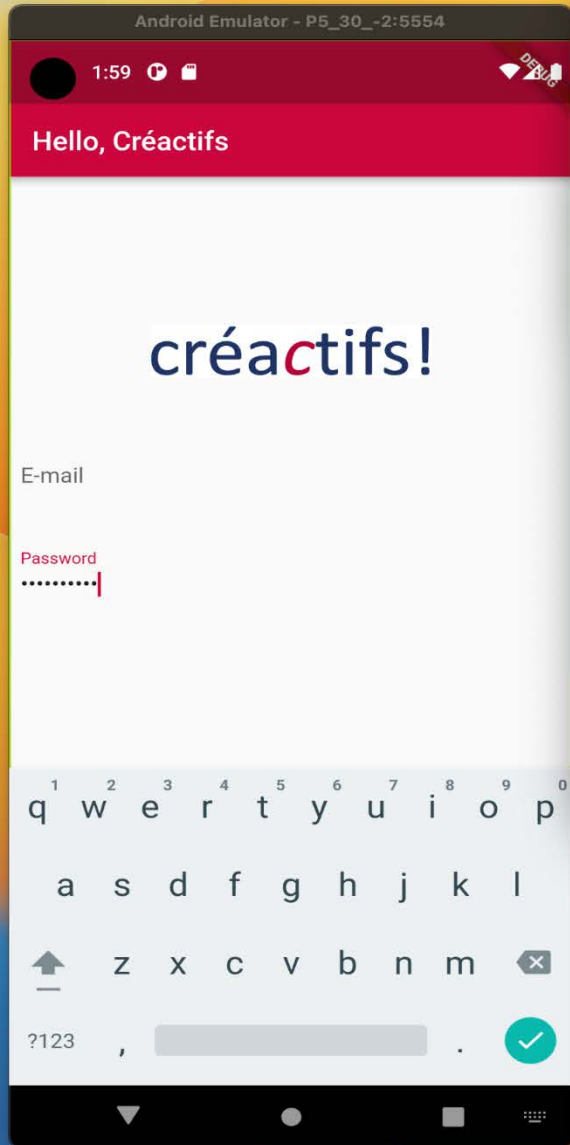 Android Emulator - P5_30_-2:5554
1:59
DEBUG
Hello, Créactifs
créactifs!
E-mail
Password
••••••••••
1 2 3 4 5 6 7 8 9 0
q w e r t y u i o p
a s d f g h j k l
z x c v b n m
?123 , .